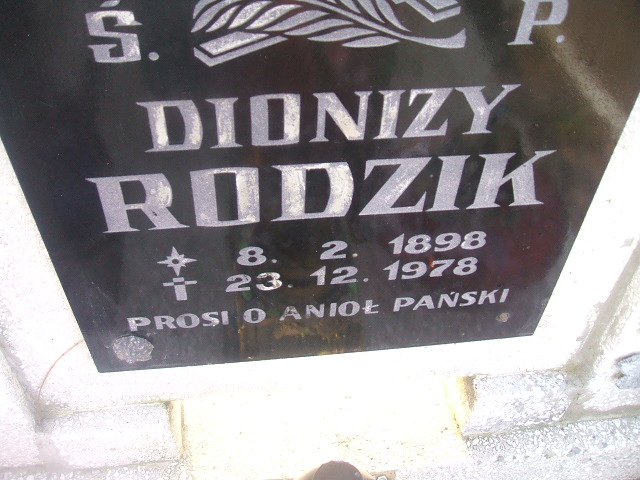 Ś. P.
DIONIZY
RODZIK
8. 2. 1898
23. 12. 1978
PROSI O ANIOŁ PAŃSKI